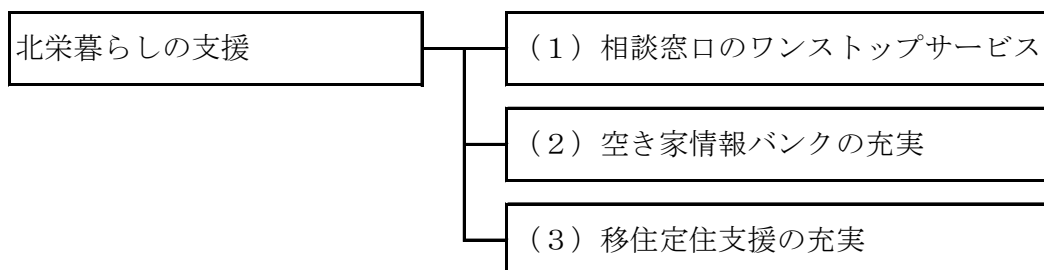 北栄暮らしの支援
（１）相談窓口のワンストップサービス
（２）空き家情報バンクの充実
（３）移住定住支援の充実